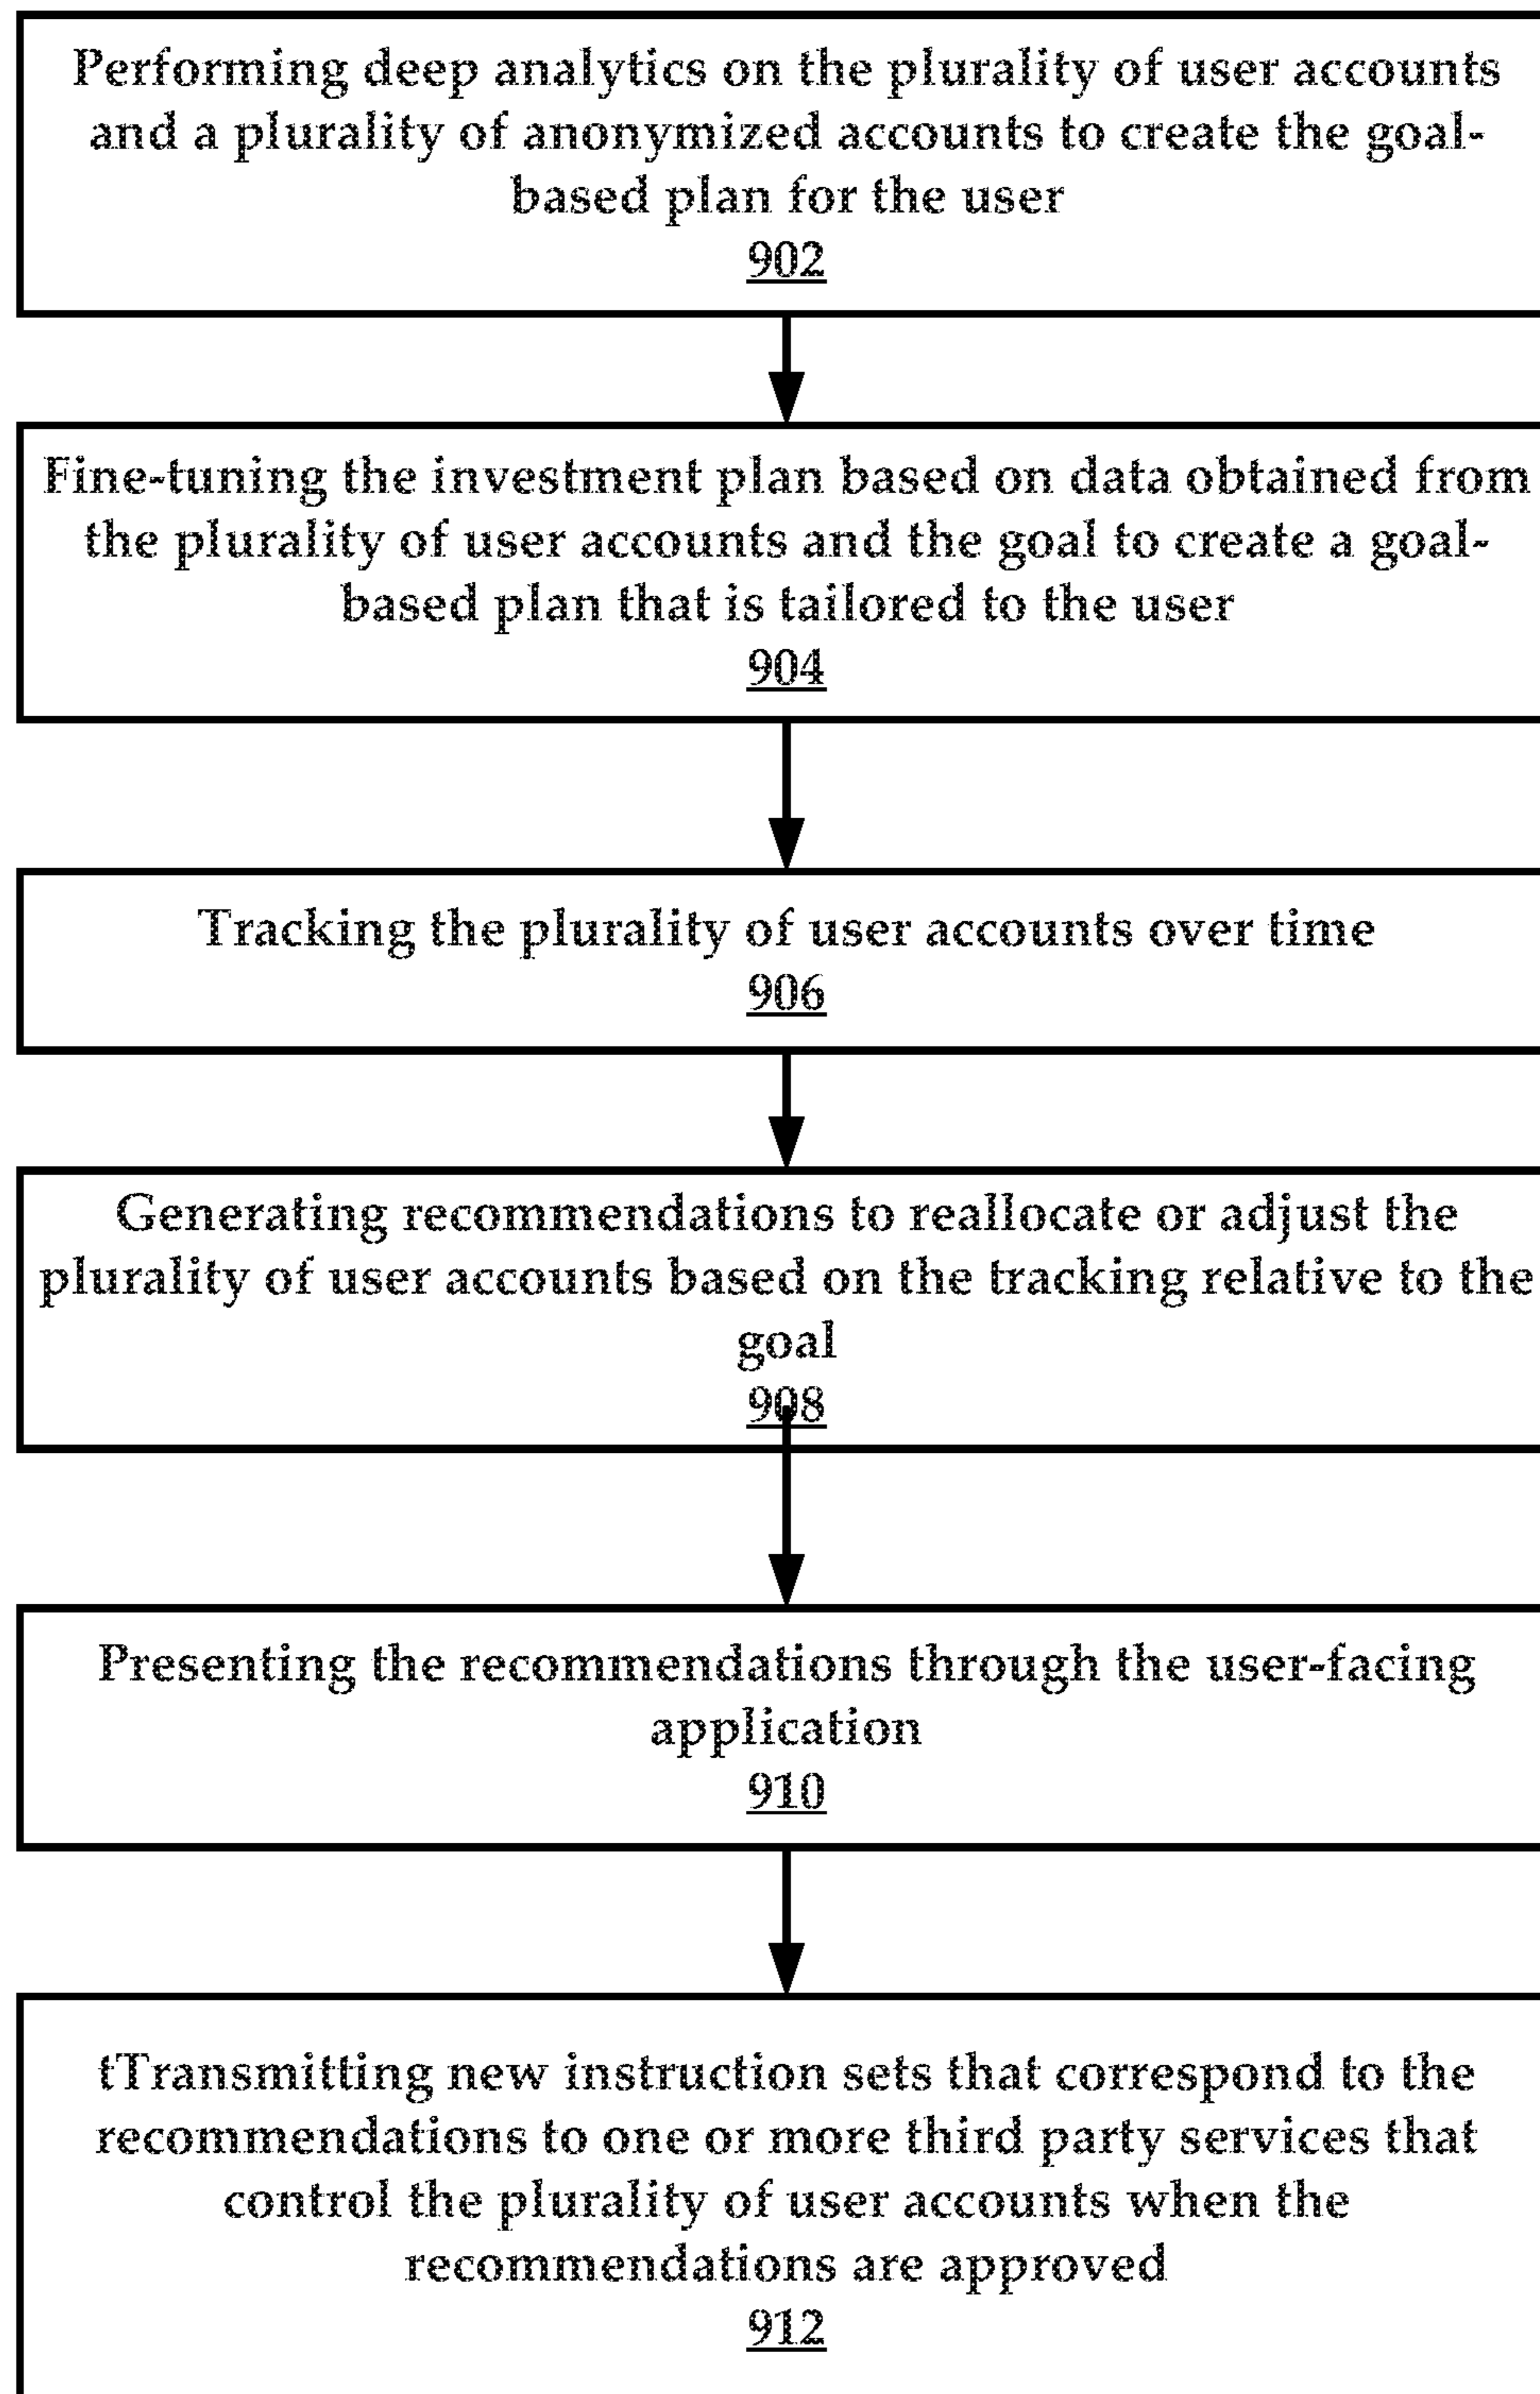 Performing deep analytics on the plurality of user accounts
and a plurality of anonymized accounts to create the goal-
based plan for the user
902
Fine-tuning the investment plan based on data obtained from
the plurality of user accounts and the goal to create a goal-
based plan that is tailored to the user
904
Tracking the plurality of user accounts over time
906
Generating recommendations to reallocate or adjust the
plurality of user accounts based on the tracking relative to the
goal
908
Presenting the recommendations through the user-facing
application
910
tTransmitting new instruction sets that correspond to the
recommendations to one or more third party services that
control the plurality of user accounts when the
recommendations are approved
912